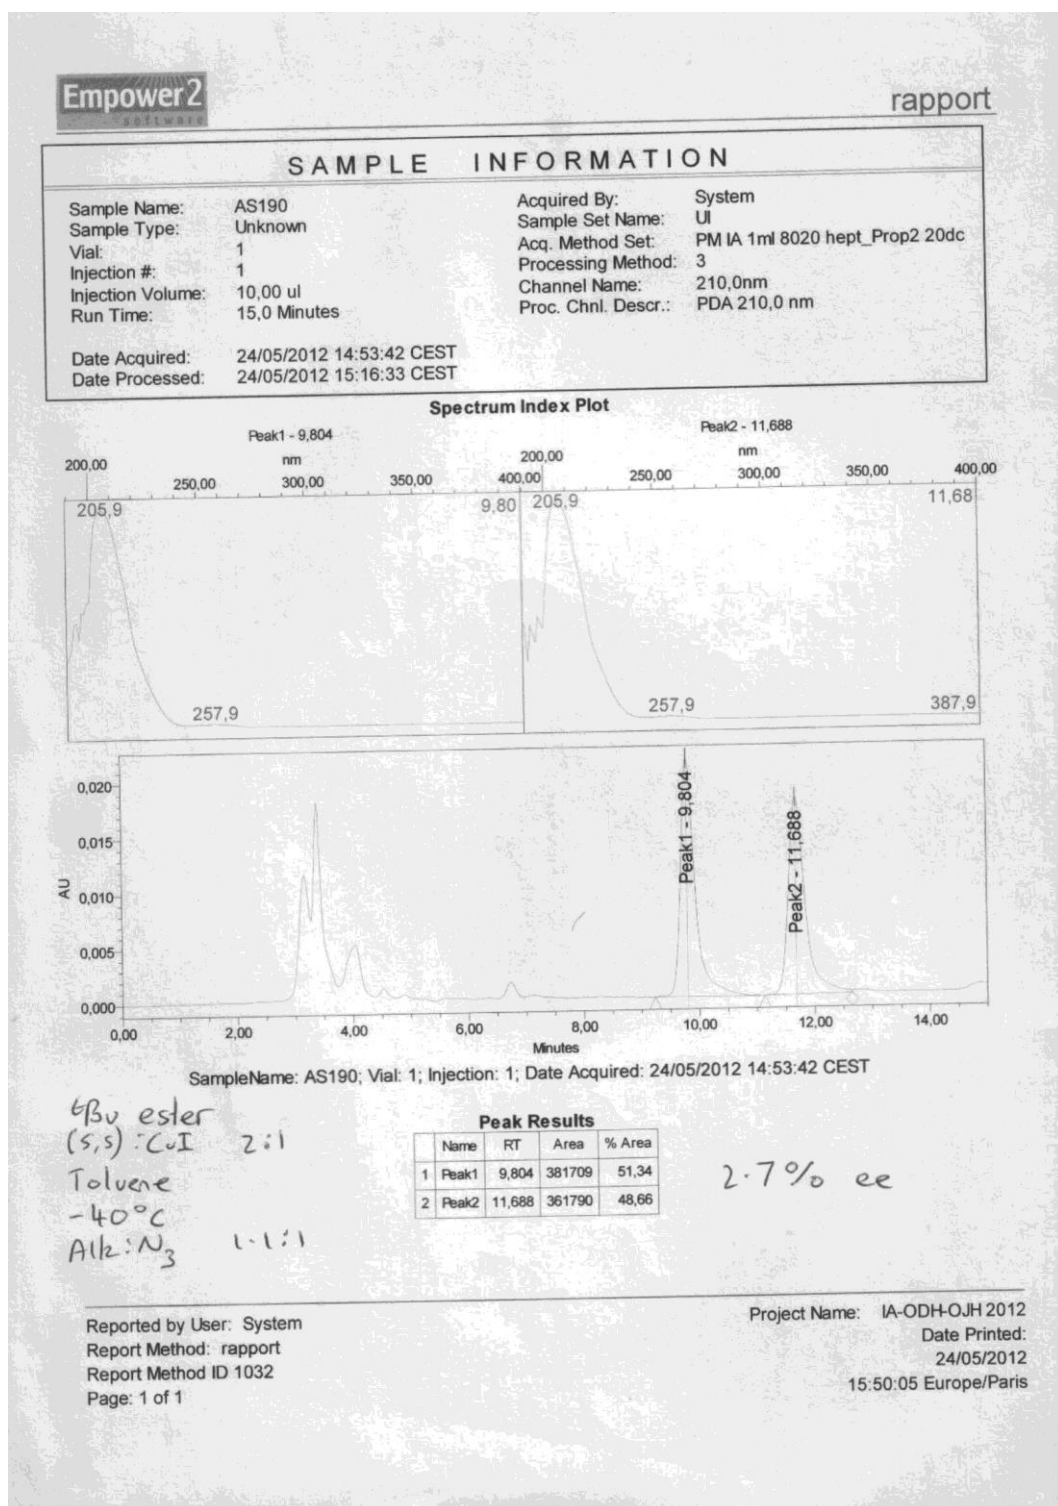 Empower2
software
rapport
SAMPLE INFORMATION
Sample Name: AS190
Sample Type: Unknown
Vial: 1
Injection #: 1
Injection Volume: 10,00 ul
Run Time: 15,0 Minutes
Date Acquired: 24/05/2012 14:53:42 CEST
Date Processed: 24/05/2012 15:16:33 CEST
Acquired By: System
Sample Set Name: UI
Acq. Method Set: PM IA 1ml 8020 hept_Prop2 20dc
Processing Method: 3
Channel Name: 210,0nm
Proc. Chnl. Descr.: PDA 210,0 nm
Spectrum Index Plot
Peak1 - 9,804 Peak2 - 11,688
nm nm
200,00 250,00 300,00 350,00 400,00 200,00 250,00 300,00 350,00 400,00
205,9 9,80 205,9 11,68
257,9 257,9 387,9
AU
0,020
0,015
0,010
0,005
0,000
Peak1 - 9,804
Peak2 - 11,688
0,00 2,00 4,00 6,00 8,00 10,00 12,00 14,00
Minutes
SampleName: AS190; Vial: 1; Injection: 1; Date Acquired: 24/05/2012 14:53:42 CEST
tBu ester
(S,S) : CuI 2:1
Toluene
-40°C
Alk:N3 1.1:1
Peak Results
Name RT Area % Area
1 Peak1 9,804 381709 51,34
2 Peak2 11,688 361790 48,66
2.7% ee
Reported by User: System
Report Method: rapport
Report Method ID 1032
Page: 1 of 1
Project Name: IA-ODH-OJH 2012
Date Printed:
24/05/2012
15:50:05 Europe/Paris